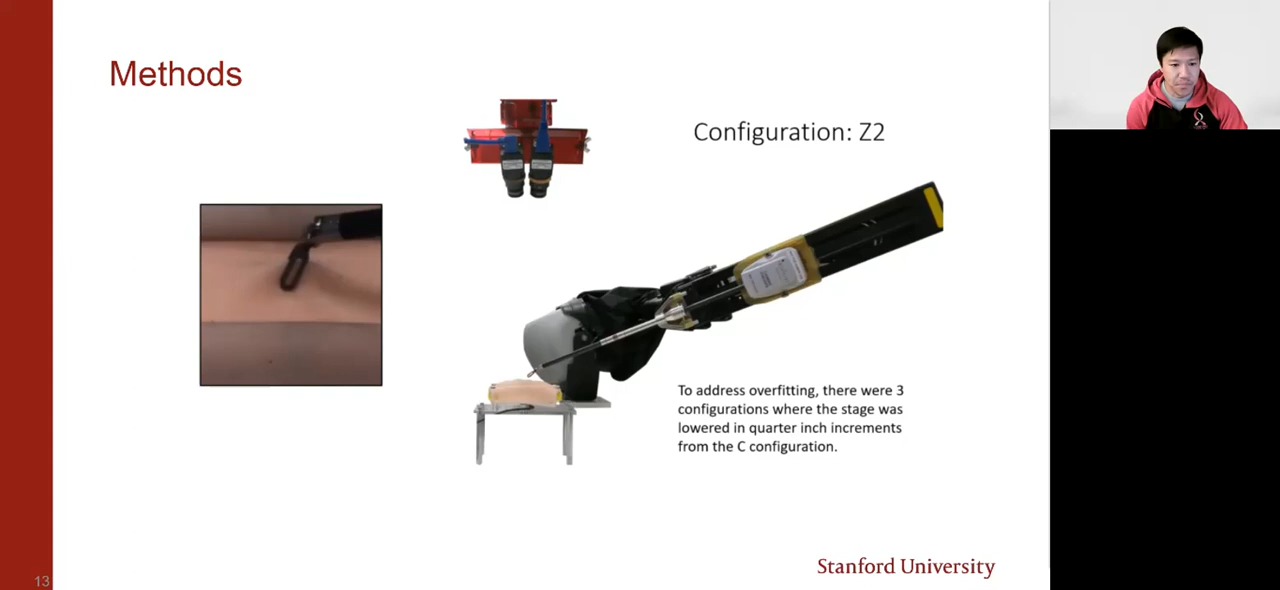 Methods
Configuration: Z2
To address overfitting, there were 3
configurations where the stage was
lowered in quarter inch increments
from the C configuration.
Stanford University
13